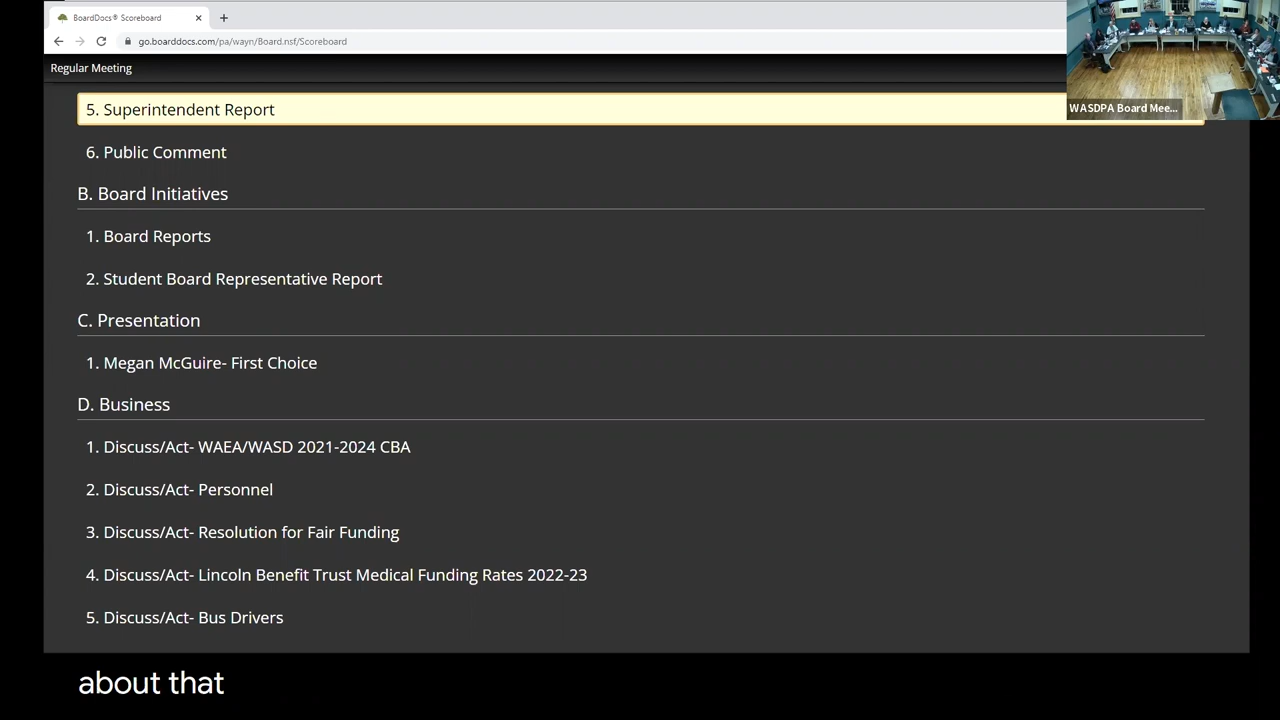 BoardDocs® Scoreboard
go.boarddocs.com/pa/wayn/Board.nsf/Scoreboard
Regular Meeting
WASDPA Board Mee...
5. Superintendent Report
6. Public Comment
B. Board Initiatives
1. Board Reports
2. Student Board Representative Report
C. Presentation
1. Megan McGuire- First Choice
D. Business
1. Discuss/Act- WAEA/WASD 2021-2024 CBA
2. Discuss/Act- Personnel
3. Discuss/Act- Resolution for Fair Funding
4. Discuss/Act- Lincoln Benefit Trust Medical Funding Rates 2022-23
5. Discuss/Act- Bus Drivers
about that